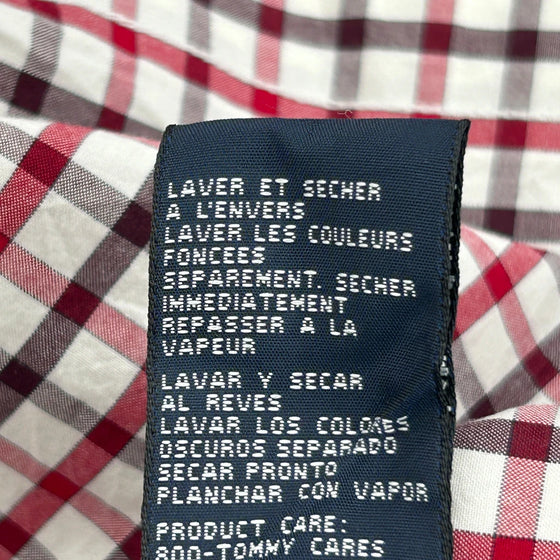 LAVER ET SECHER
A L'ENVERS
LAVER LES COULEURS
FONCEES
SEPAREMENT. SECHER
IMMEDIATEMENT
REPASSER A LA
VAPEUR
LAVAR Y SECAR
AL REVES
LAVAR LOS COLORES
OSCUROS SEPARADO
SECAR PRONTO
PLANCHAR CON VAPOR
PRODUCT CARE:
800-TOMMY CARES